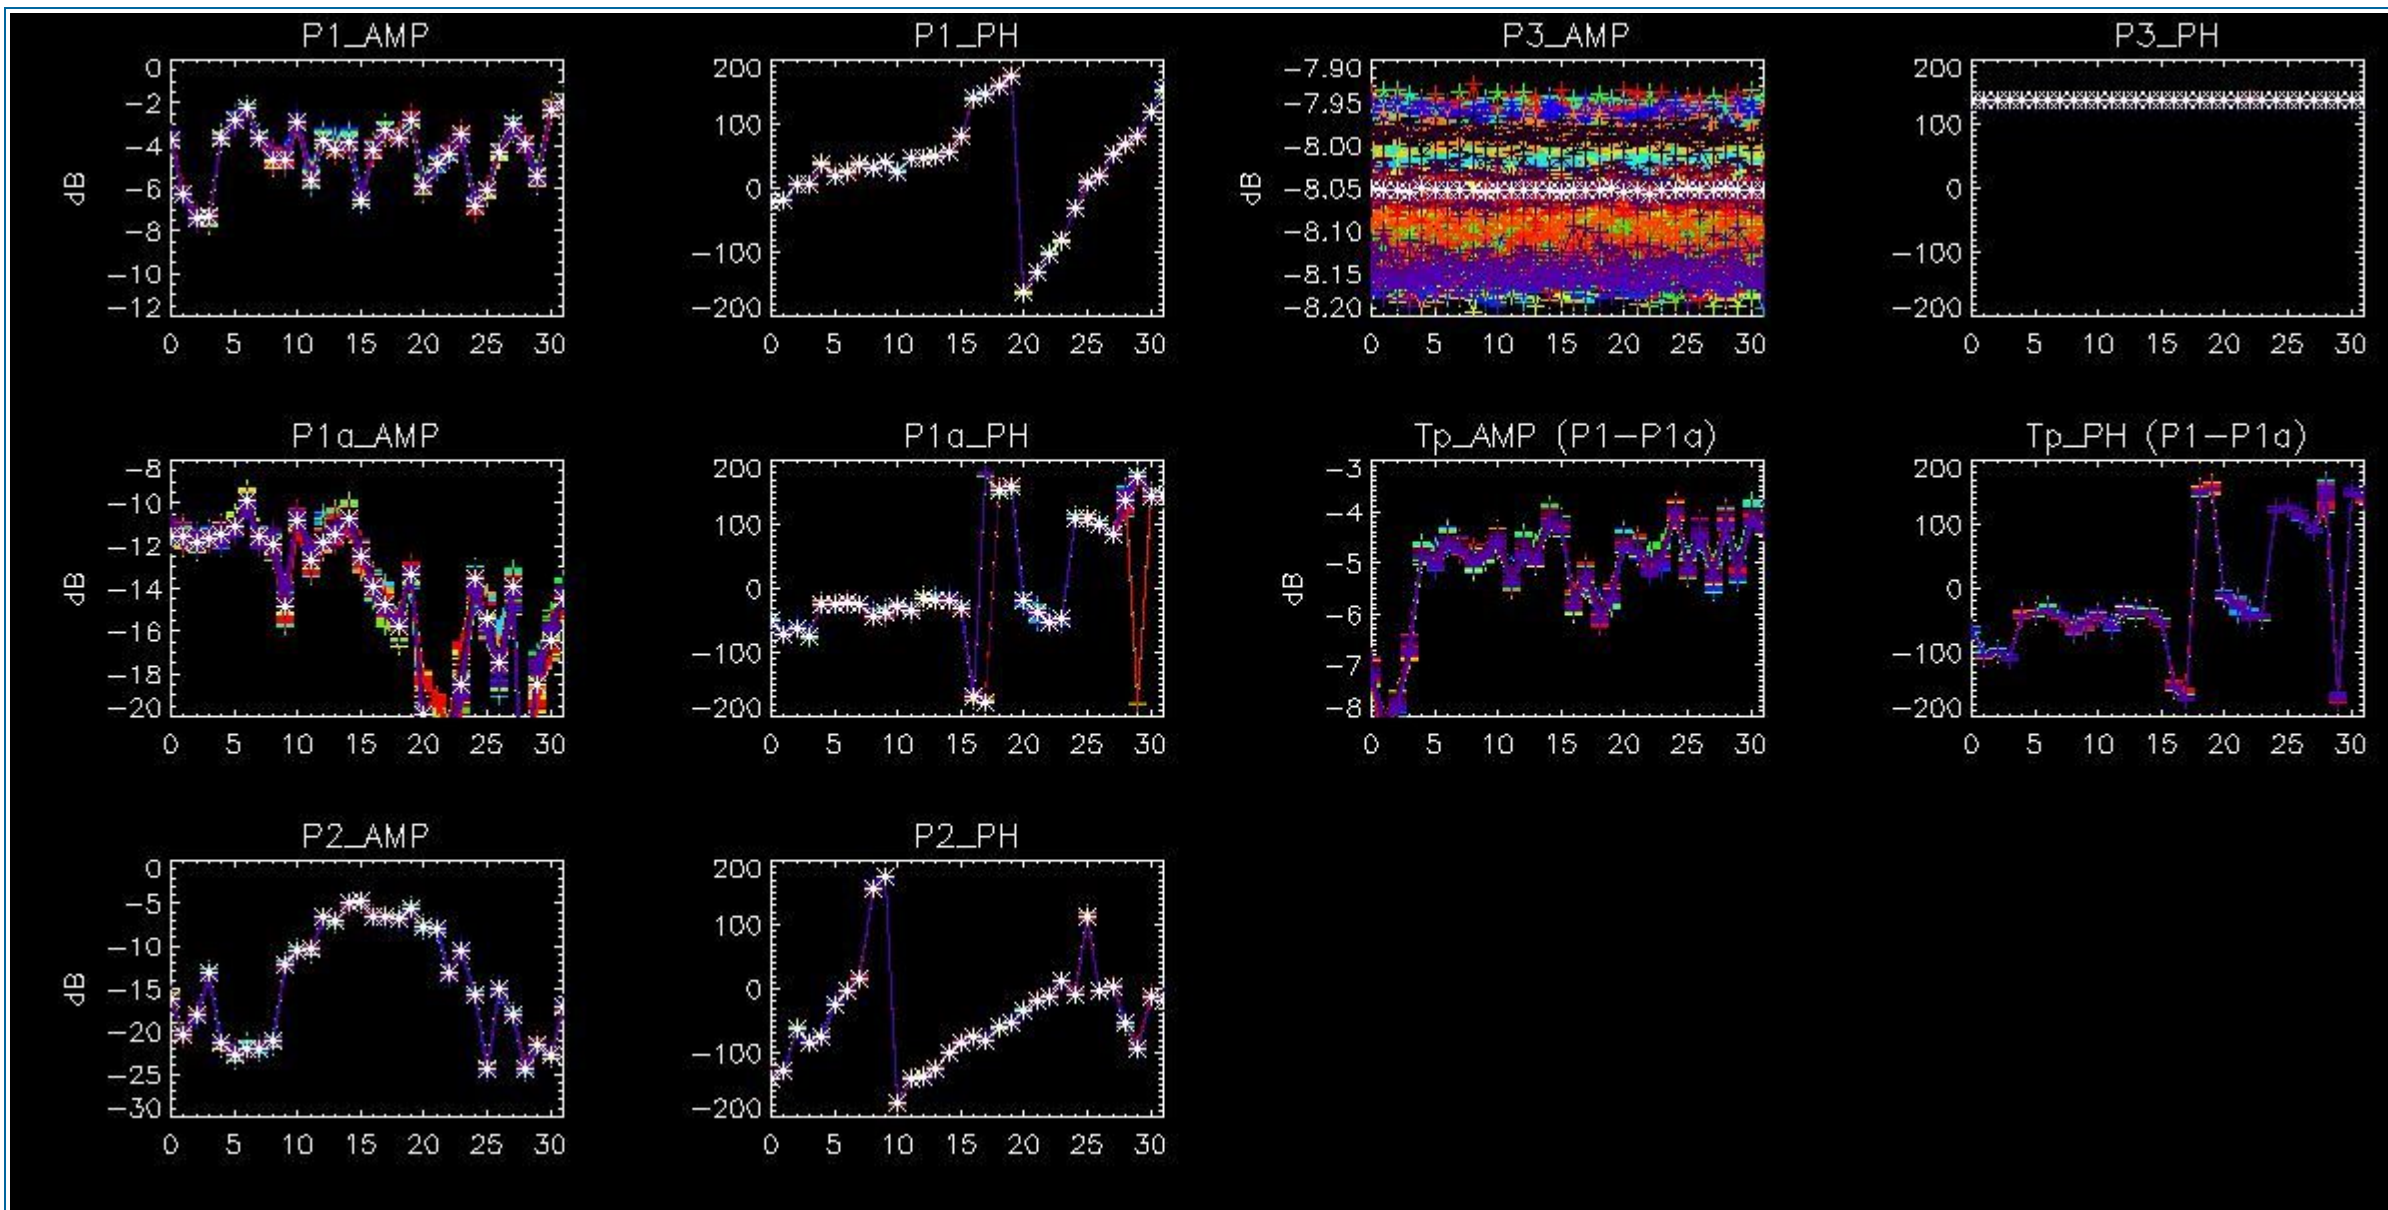 P1_AMP
0
−2
−4
−6
−8
−10
−12
dB
0 5 10 15 20 25 30
P1_PH
200
100
0
−100
−200
0 5 10 15 20 25 30
P3_AMP
−7.90
−7.95
−8.00
−8.05
−8.10
−8.15
−8.20
dB
0 5 10 15 20 25 30
P3_PH
200
100
0
−100
−200
0 5 10 15 20 25 30
P1a_AMP
−8
−10
−12
−14
−16
−18
−20
dB
0 5 10 15 20 25 30
P1a_PH
200
100
0
−100
−200
0 5 10 15 20 25 30
Tp_AMP (P1−P1a)
−3
−4
−5
−6
−7
−8
dB
0 5 10 15 20 25 30
Tp_PH (P1−P1a)
200
100
0
−100
−200
0 5 10 15 20 25 30
P2_AMP
0
−5
−10
−15
−20
−25
−30
dB
0 5 10 15 20 25 30
P2_PH
200
100
0
−100
−200
0 5 10 15 20 25 30